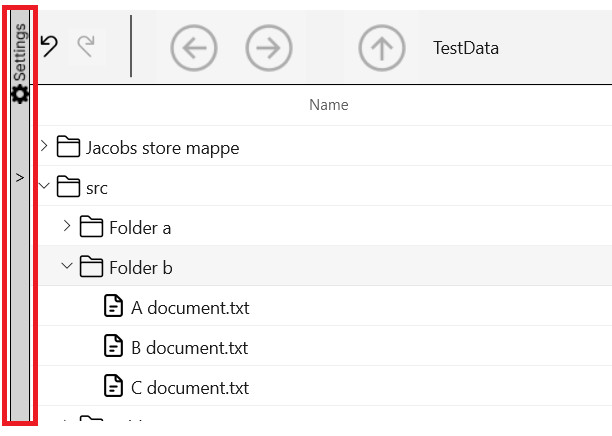 Settings
TestData
Name
Jacobs store mappe
src
Folder a
Folder b
A document.txt
B document.txt
C document.txt